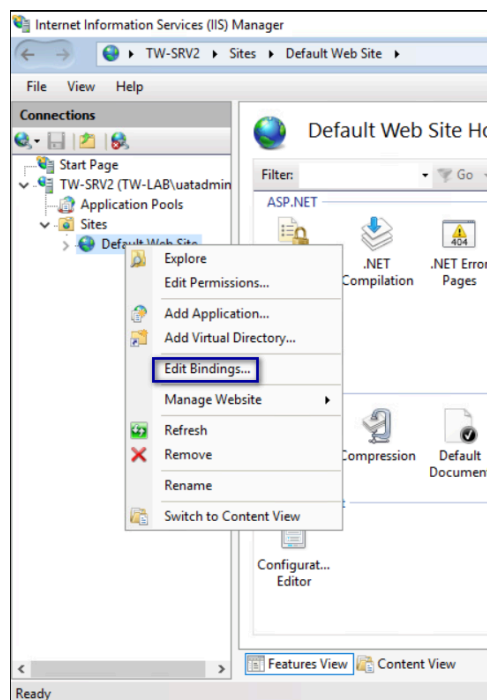 Internet Information Services (IIS) Manager
TW-SRV2 Sites Default Web Site
File View Help
Connections
Start Page
TW-SRV2 (TW-LAB\uatadmin
Application Pools
Sites
Default Web Site
Explore
Edit Permissions...
Add Application...
Add Virtual Directory...
Edit Bindings...
Manage Website
Refresh
Remove
Rename
Switch to Content View
Default Web Site Ho
Filter:
Go
ASP.NET
.NET
Compilation
404
.NET Error
Pages
Compression
Default
Documen
Configurat...
Editor
Features View
Content View
Ready